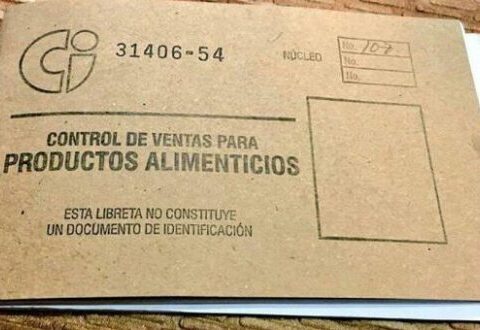 Ci 31406-54
NÚCLEO
No. 107
No.
No.
CONTROL DE VENTAS PARA
PRODUCTOS ALIMENTICIOS
ESTA LIBRETA NO CONSTITUYE
UN DOCUMENTO DE IDENTIFICACIÓN